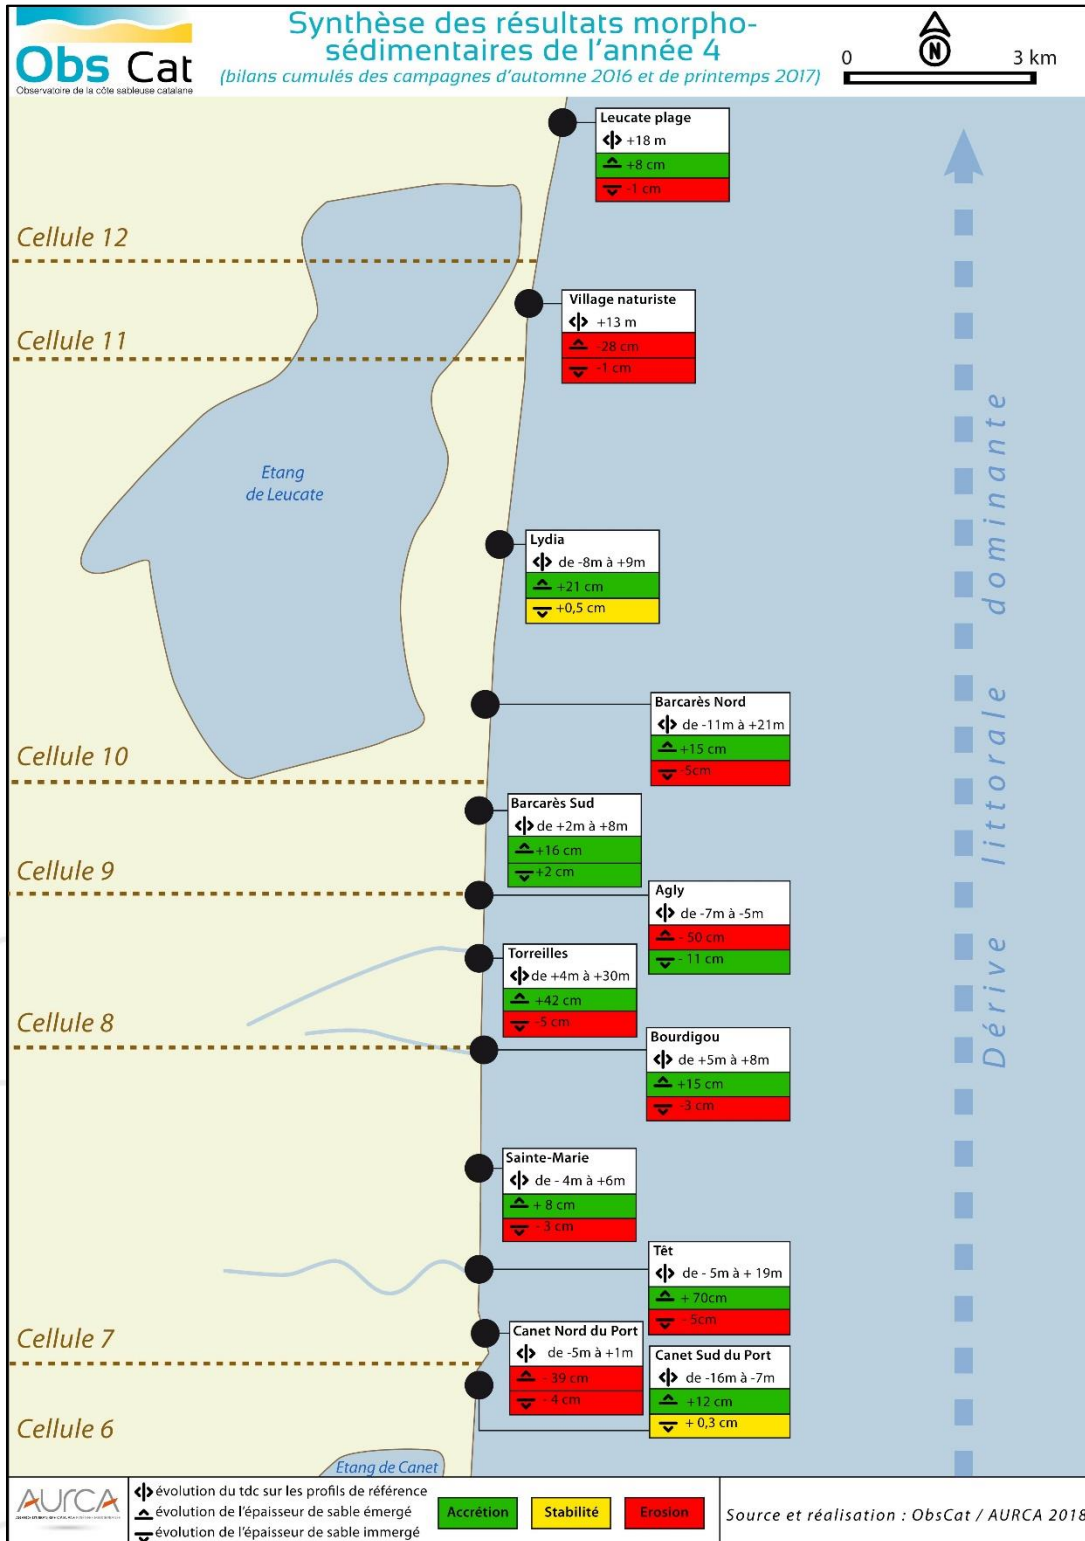 Obs Cat
Observatoire de la côte sableuse catalane
Synthèse des résultats morpho-
sédimentaires de l'année 4
(bilans cumulés des campagnes d'automne 2016 et de printemps 2017)
N
0 3 km
Leucate plage
+18 m
+8 cm
-1 cm
Cellule 12
Village naturiste
+13 m
-28 cm
-1 cm
Cellule 11
Etang
de Leucate
Lydia
de -8m à +9m
+21 cm
+0,5 cm
Barcarès Nord
de -11m à +21m
+15 cm
-5cm
Cellule 10
Barcarès Sud
de +2m à +8m
+16 cm
+2 cm
Cellule 9
Agly
de -7m à -5m
- 50 cm
- 11 cm
Torreilles
de +4m à +30m
+42 cm
-5 cm
Cellule 8
Bourdigou
de +5m à +8m
+15 cm
-3 cm
Sainte-Marie
de - 4m à +6m
+ 8 cm
- 3 cm
Têt
de - 5m à + 19m
+ 70cm
- 5cm
Cellule 7
Canet Nord du Port
de -5m à +1m
- 39 cm
- 4 cm
Canet Sud du Port
de -16m à -7m
+12 cm
+ 0,3 cm
Cellule 6
Etang de Canet
Dérive littorale dominante
AURCA
évolution du tdc sur les profils de référence
évolution de l'épaisseur de sable émergé
évolution de l'épaisseur de sable immergé
Accrétion
Stabilité
Erosion
Source et réalisation : ObsCat / AURCA 2018